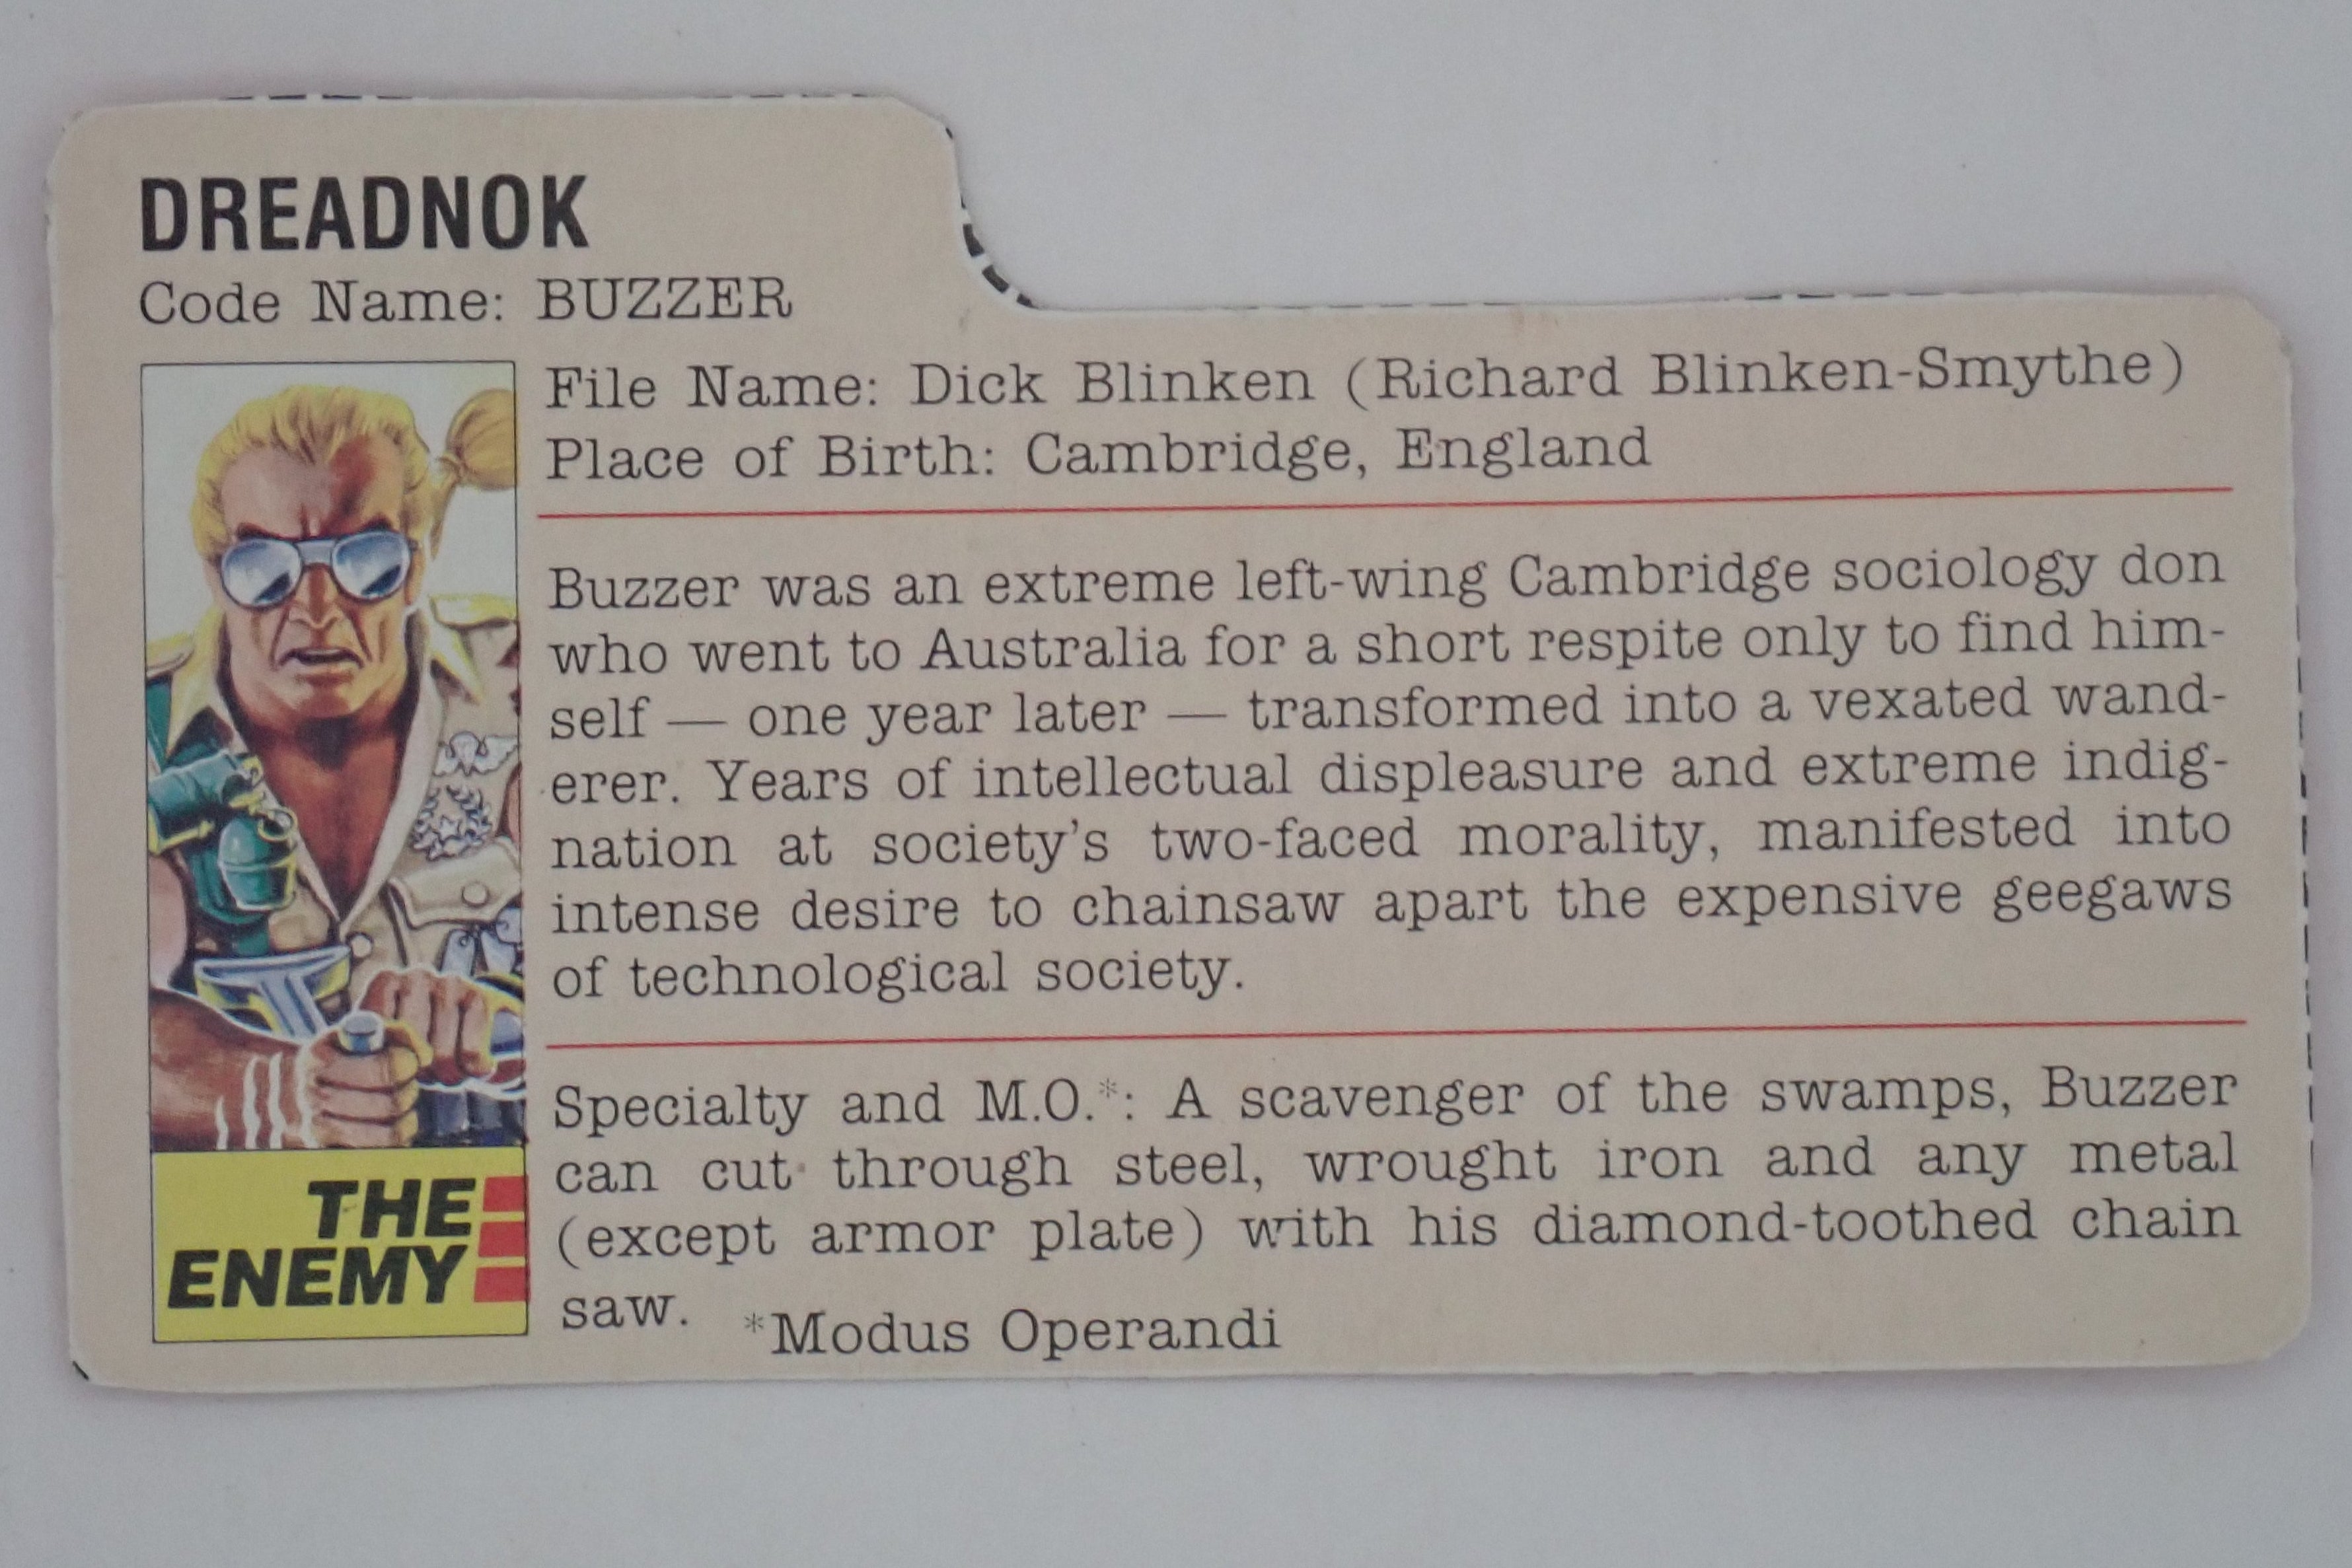 DREADNOK
Code Name: BUZZER
File Name: Dick Blinken (Richard Blinken-Smythe)
Place of Birth: Cambridge, England
Buzzer was an extreme left-wing Cambridge sociology don
who went to Australia for a short respite only to find him-
self — one year later — transformed into a vexated wand-
erer. Years of intellectual displeasure and extreme indig-
nation at society's two-faced morality, manifested into
intense desire to chainsaw apart the expensive geegaws
of technological society.
Specialty and M.O.*: A scavenger of the swamps, Buzzer
can cut through steel, wrought iron and any metal
(except armor plate) with his diamond-toothed chain
saw. *Modus Operandi
THE
ENEMY